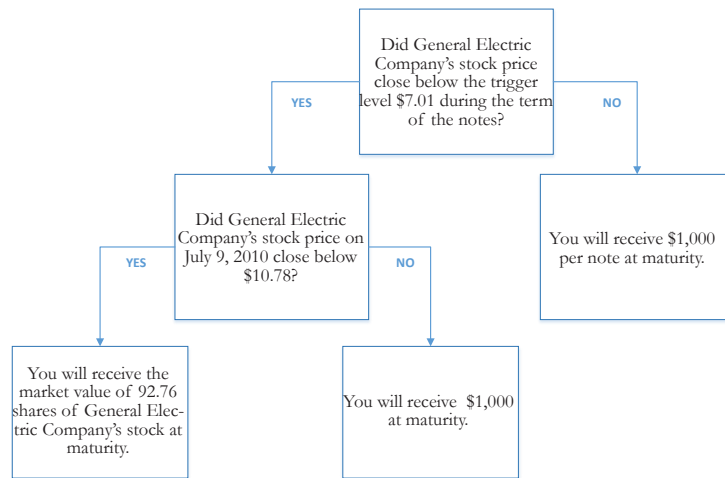 Did General Electric
Company's stock price
close below the trigger
level $7.01 during the term
of the notes?
YES
NO
Did General Electric
Company's stock price on
July 9, 2010 close below
$10.78?
You will receive $1,000
per note at maturity.
YES
NO
You will receive the
market value of 92.76
shares of General Elec-
tric Company's stock at
maturity.
You will receive $1,000
at maturity.